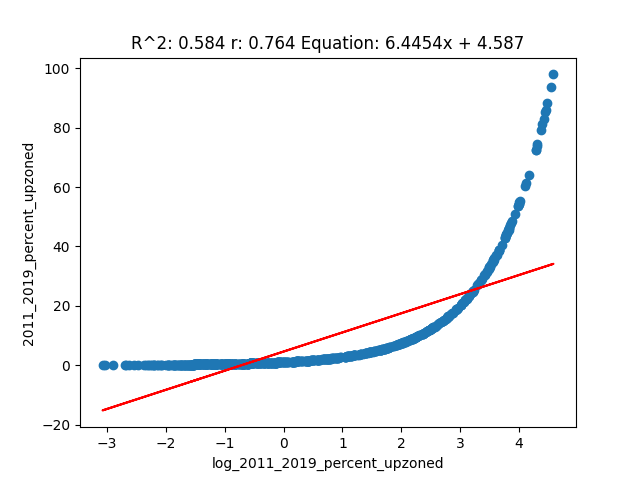 R^2: 0.584 r: 0.764 Equation: 6.4454x + 4.587
100
80
60
40
20
0
−20
2011_2019_percent_upzoned
−3 −2 −1 0 1 2 3 4
log_2011_2019_percent_upzoned